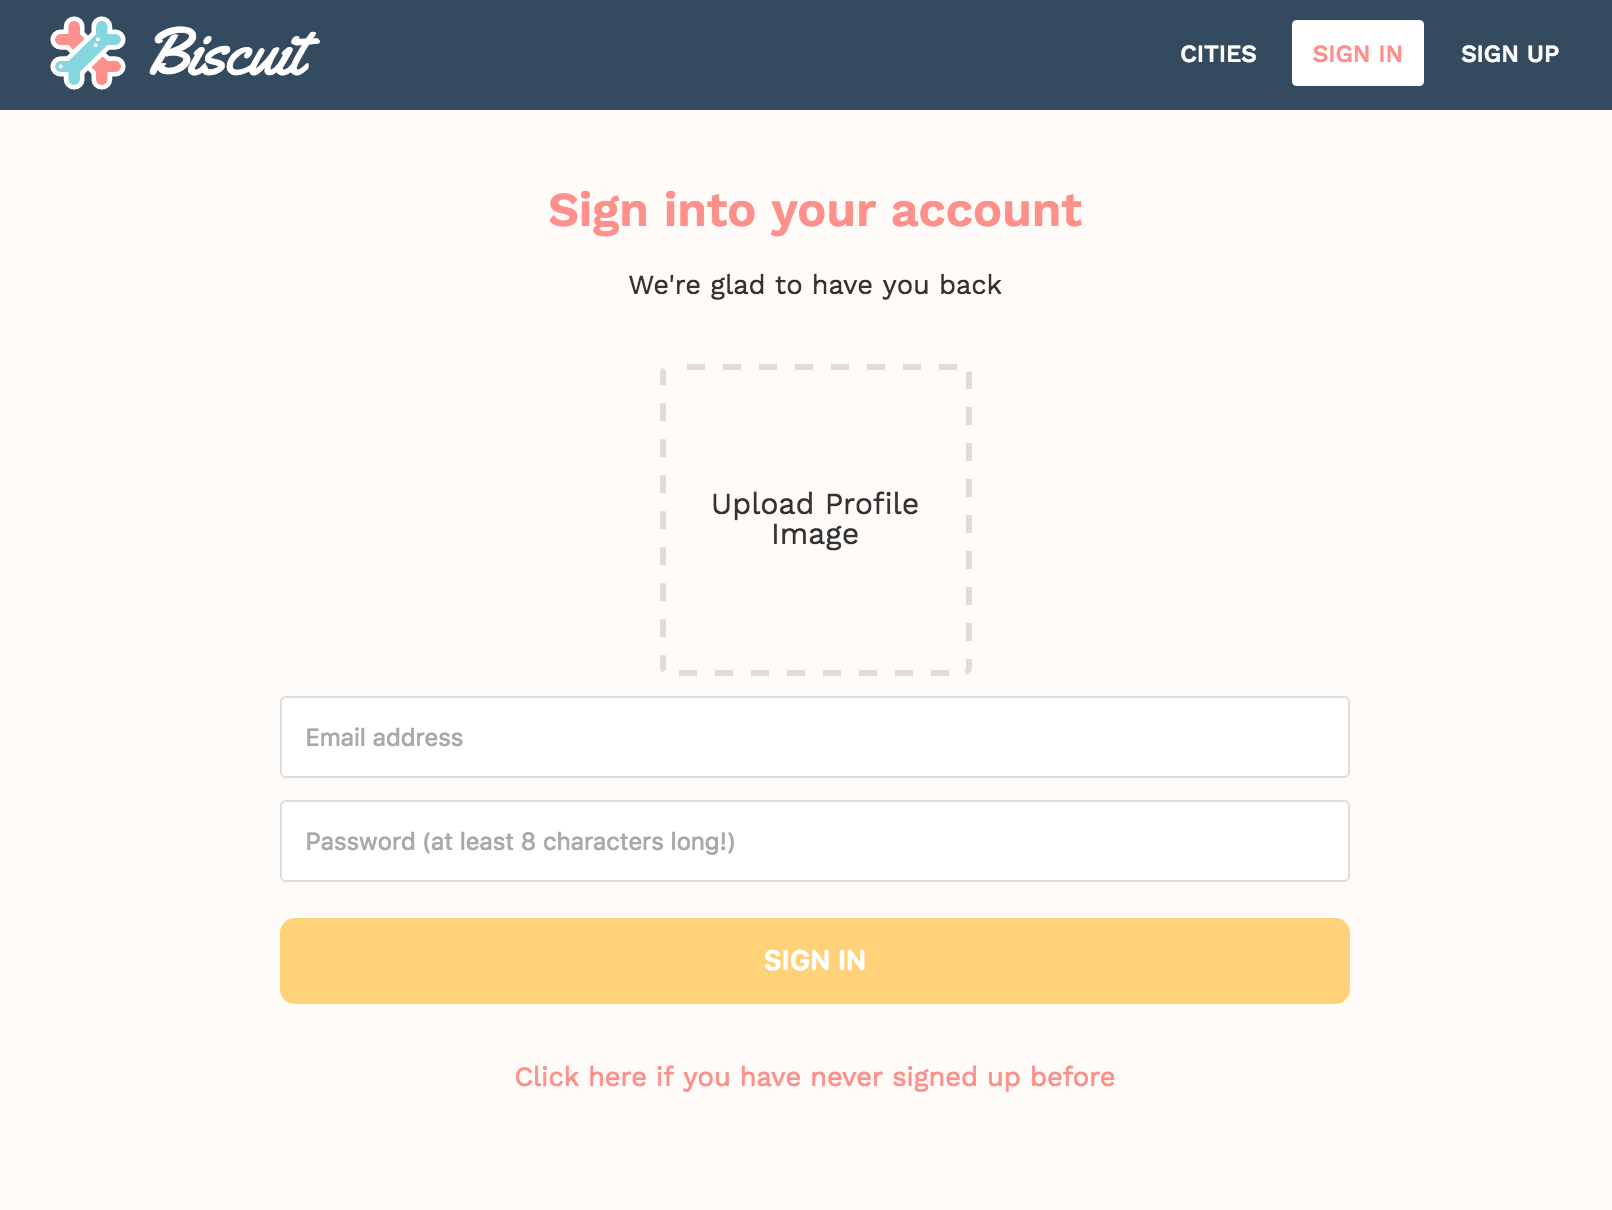 Biscuit
CITIES
SIGN IN
SIGN UP
Sign into your account
We're glad to have you back
Upload Profile
Image
Email address
Password (at least 8 characters long!)
SIGN IN
Click here if you have never signed up before